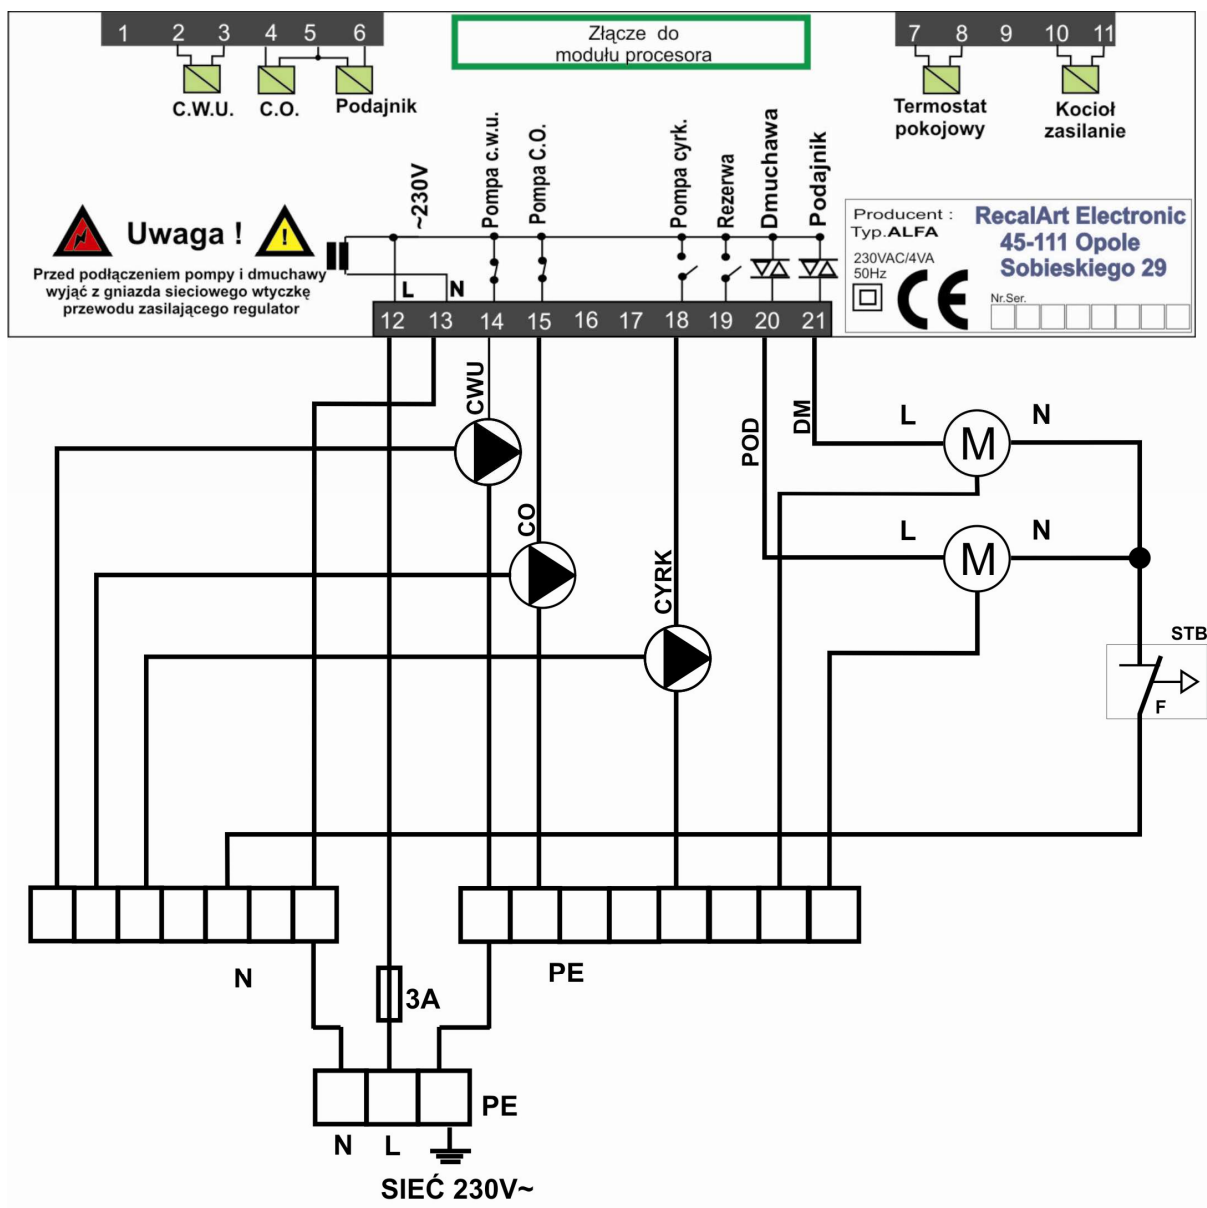 1 2 3 4 5 6
Złącze do
modułu procesora
7 8 9 10 11
C.W.U. C.O. Podajnik
Termostat
pokojowy
Kocioł
zasilanie
~230V
Pompa c.w.u.
Pompa C.O.
Pompa cyrk.
Rezerwa
Dmuchawa
Podajnik
Uwaga !
!
Przed podłączeniem pompy i dmuchawy
wyjąć z gniazda sieciowego wtyczkę
przewodu zasilającego regulator
L N
Producent :
Typ.ALFA
230VAC/4VA
50Hz
CE
RecalArt Electronic
45-111 Opole
Sobieskiego 29
Nr.Ser.
12 13 14 15 16 17 18 19 20 21
CWU
CO
CYRK
POD
DM
L M N
L M N
STB
F
N
PE
3A
PE
N L
SIEĆ 230V~